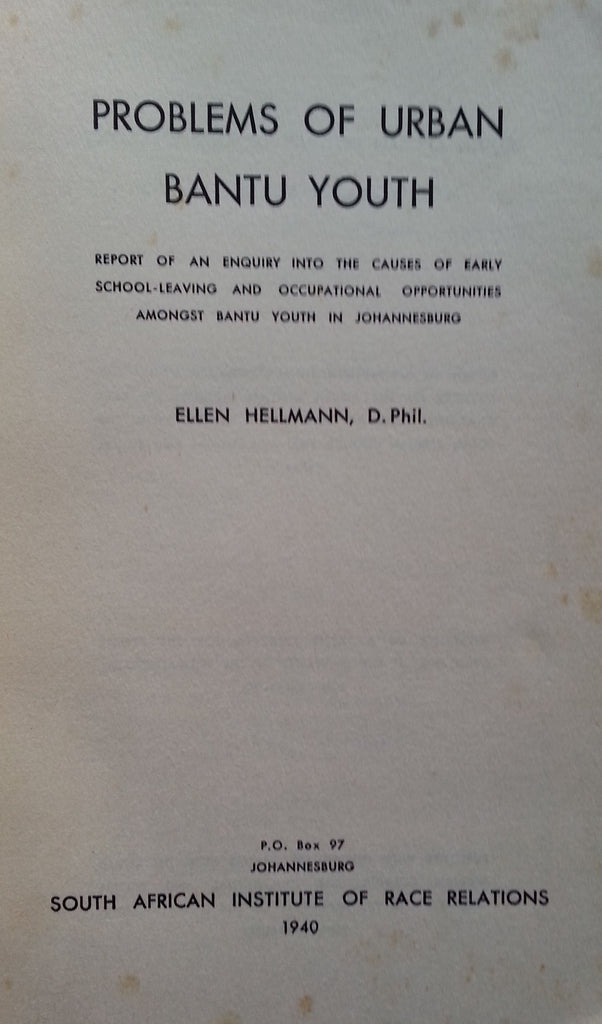 PROBLEMS OF URBAN
BANTU YOUTH
REPORT OF AN ENQUIRY INTO THE CAUSES OF EARLY
SCHOOL-LEAVING AND OCCUPATIONAL OPPORTUNITIES
AMONGST BANTU YOUTH IN JOHANNESBURG
ELLEN HELLMANN, D.Phil.
P.O. Box 97
JOHANNESBURG
SOUTH AFRICAN INSTITUTE OF RACE RELATIONS
1940